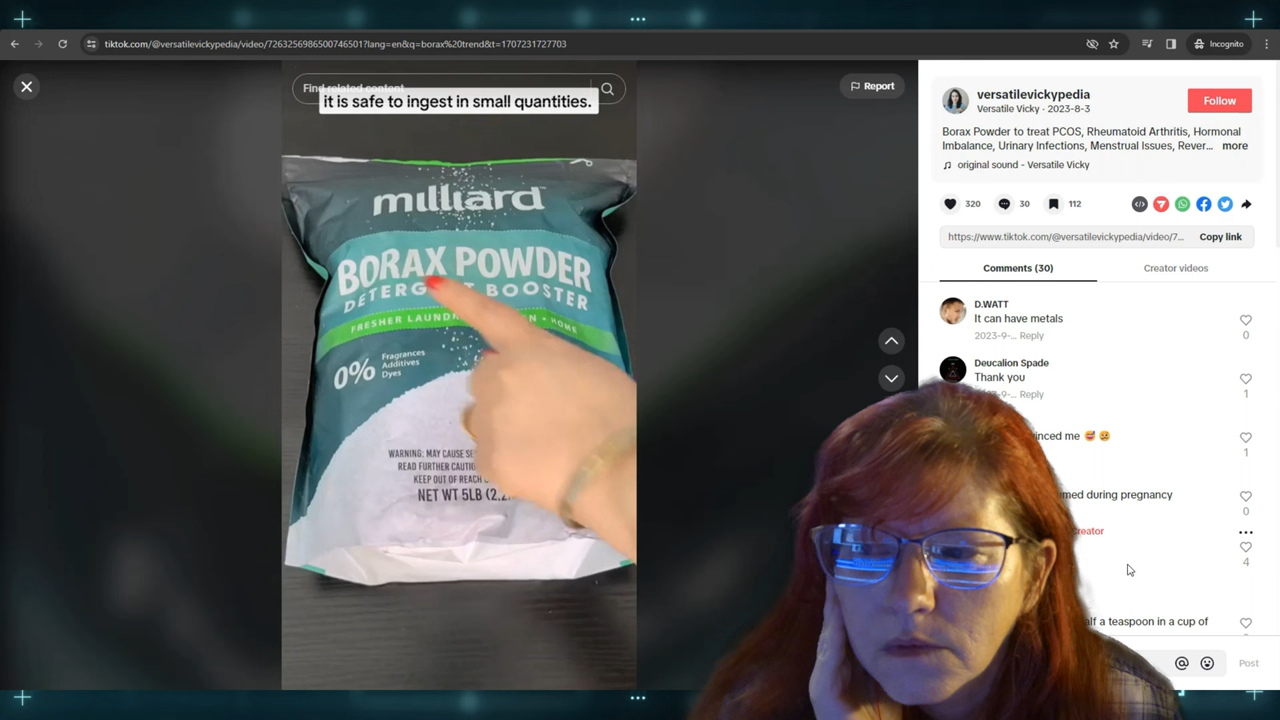 tiktok.com/@versatilevickypedia/video/7263256986500746501?lang=en&q=borax%20trend&t=1707231727703
Incognito
Find related content
it is safe to ingest in small quantities.
Report
milliard
BORAX POWDER
DETERG T BOOSTER
FRESHER LAUND N • HOME
0% Fragrances
Additives
Dyes
WARNING: MAY CAUSE SE
READ FURTHER CAUTIO
KEEP OUT OF REACH
NET WT 5LB (2.2
versatilevickypedia
Versatile Vicky · 2023-8-3
Follow
Borax Powder to treat PCOS, Rheumatoid Arthritis, Hormonal
Imbalance, Urinary Infections, Menstrual Issues, Rever... more
original sound - Versatile Vicky
320
30
112
https://www.tiktok.com/@versatilevickypedia/video/7...
Copy link
Comments (30)
Creator videos
D.WATT
It can have metals
2023-9-... Reply
0
Deucalion Spade
Thank you
-9-... Reply
1
inced me 😅 🥴
1
med during pregnancy
0
reator
4
alf a teaspoon in a cup of
Post